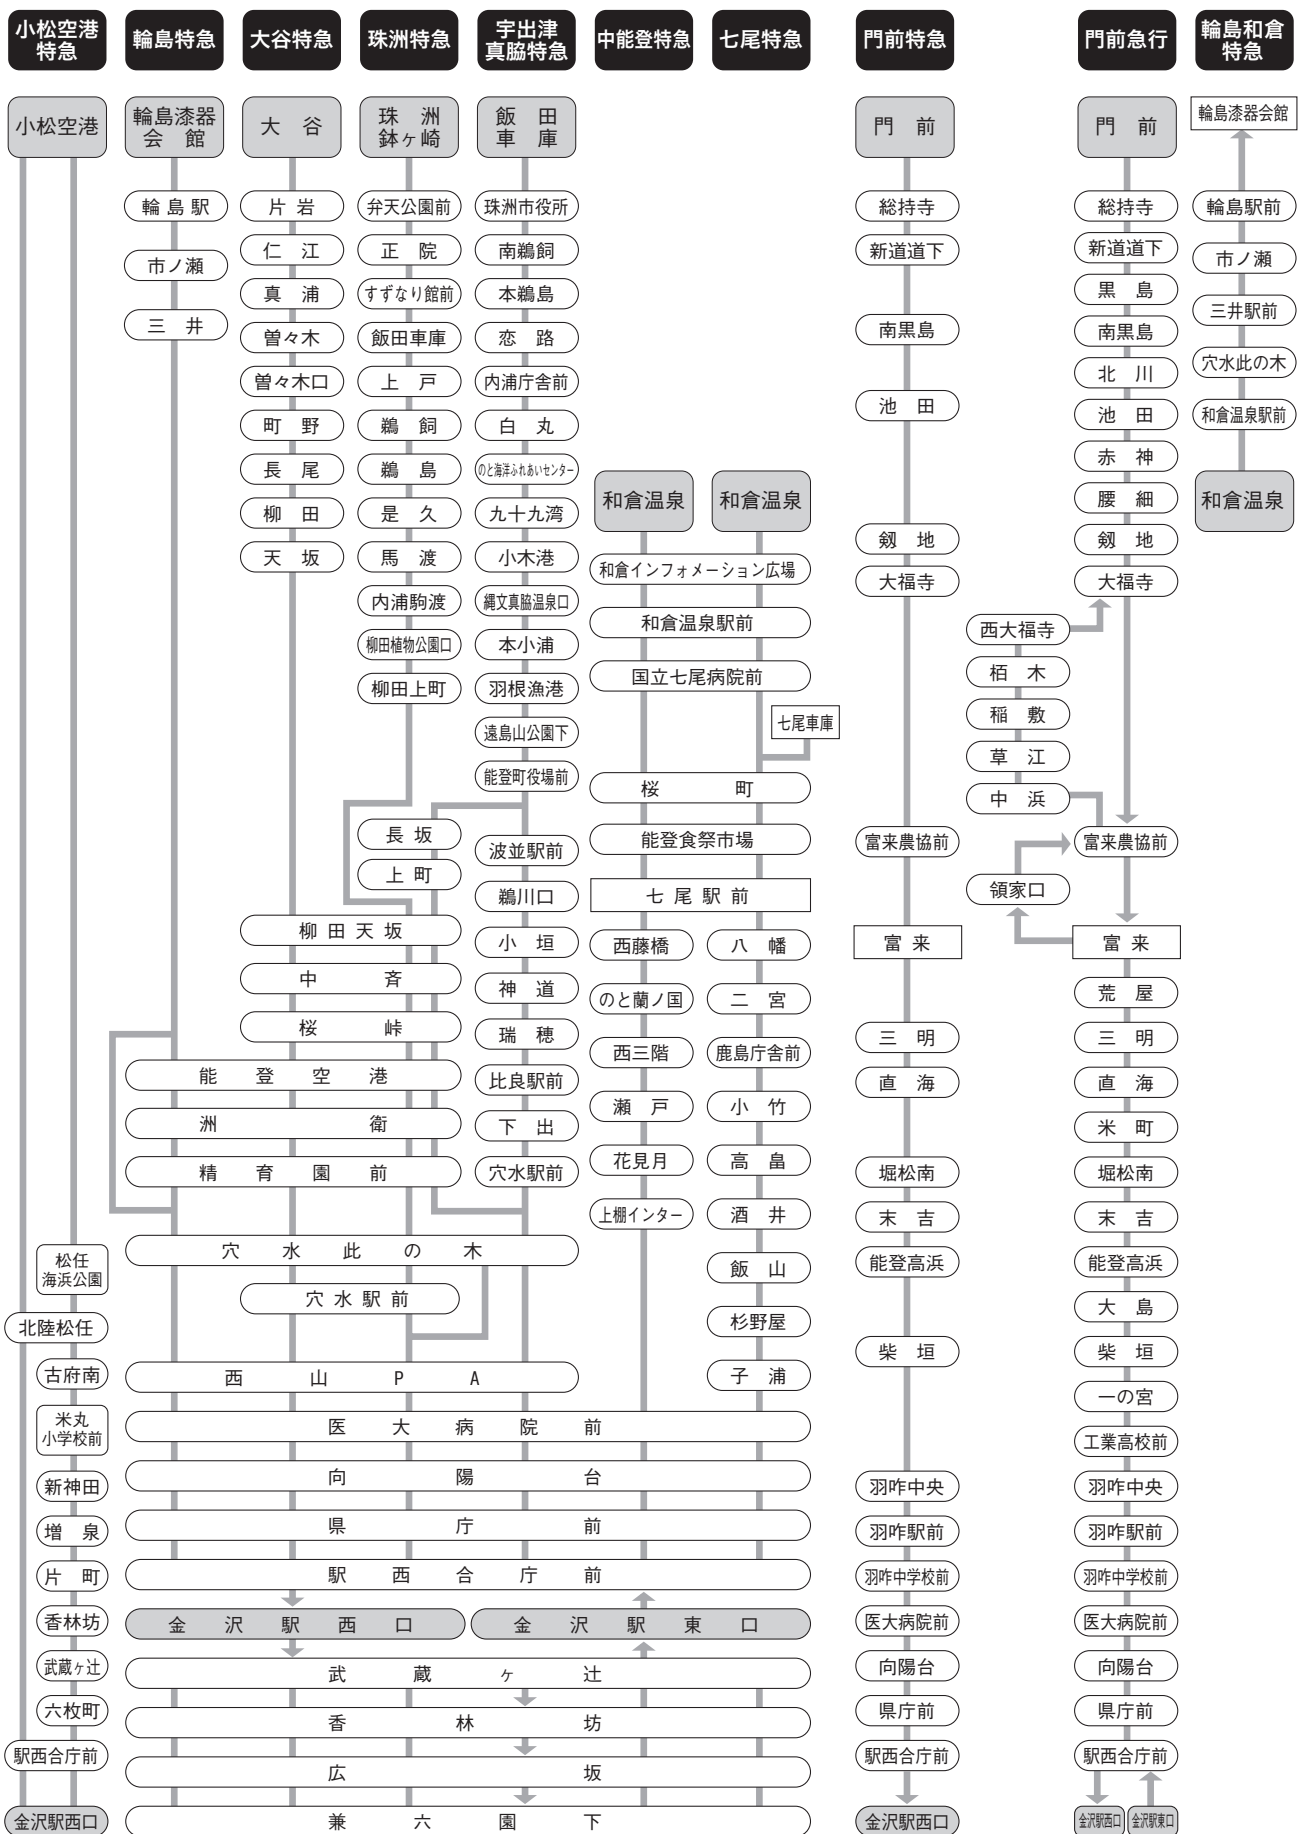 小松空港
特急
輪島特急
大谷特急
珠洲特急
宇出津
真脇特急
中能登特急
七尾特急
門前特急
門前急行
輪島和倉
特急
小松空港
松任
海浜公園
北陸松任
古府南
米丸
小学校前
新神田
増泉
片町
香林坊
武蔵ヶ辻
六枚町
駅西合庁前
金沢駅西口
輪島漆器
会館
輪島駅
市ノ瀬
三井
大谷
片岩
仁江
真浦
曽々木
曽々木口
町野
長尾
柳田
天坂
珠洲
鉢ヶ崎
弁天公園前
正院
すずなり館前
飯田車庫
上戸
鵜飼
鵜島
是久
馬渡
内浦駒渡
柳田植物公園口
柳田上町
長坂
上町
飯田
車庫
珠洲市役所
南鵜飼
本鵜島
恋路
内浦庁舎前
白丸
のと海洋ふれあいセンター
九十九湾
小木港
縄文真脇温泉口
本小浦
羽根漁港
遠島山公園下
能登町役場前
波並駅前
鵜川口
小垣
神道
瑞穂
比良駅前
下出
穴水駅前
柳田天坂
中斉
桜峠
能登空港
洲衛
精育園前
穴水此の木
穴水駅前
西山PA
和倉温泉
和倉温泉
和倉インフォメーション広場
和倉温泉駅前
国立七尾病院前
七尾車庫
桜町
能登食祭市場
七尾駅前
西藤橋
のと蘭ノ国
西三階
瀬戸
花見月
上棚インター
八幡
二宮
鹿島庁舎前
小竹
高畠
酒井
飯山
杉野屋
子浦
医大病院前
向陽台
県庁前
駅西合庁前
金沢駅西口
金沢駅東口
武蔵ヶ辻
香林坊
広坂
兼六園下
門前
総持寺
新道道下
南黒島
池田
剱地
大福寺
富来農協前
富来
三明
直海
堀松南
末吉
能登高浜
柴垣
羽咋中央
羽咋駅前
羽咋中学校前
医大病院前
向陽台
県庁前
駅西合庁前
金沢駅西口
門前
総持寺
新道道下
黒島
南黒島
北川
池田
赤神
腰細
剱地
大福寺
西大福寺
栢木
稲敷
草江
中浜
富来農協前
領家口
富来
荒屋
三明
直海
米町
堀松南
末吉
能登高浜
大島
柴垣
一の宮
工業高校前
羽咋中央
羽咋駅前
羽咋中学校前
医大病院前
向陽台
県庁前
駅西合庁前
金沢駅西口
金沢駅東口
輪島漆器会館
輪島駅前
市ノ瀬
三井駅前
穴水此の木
和倉温泉駅前
和倉温泉